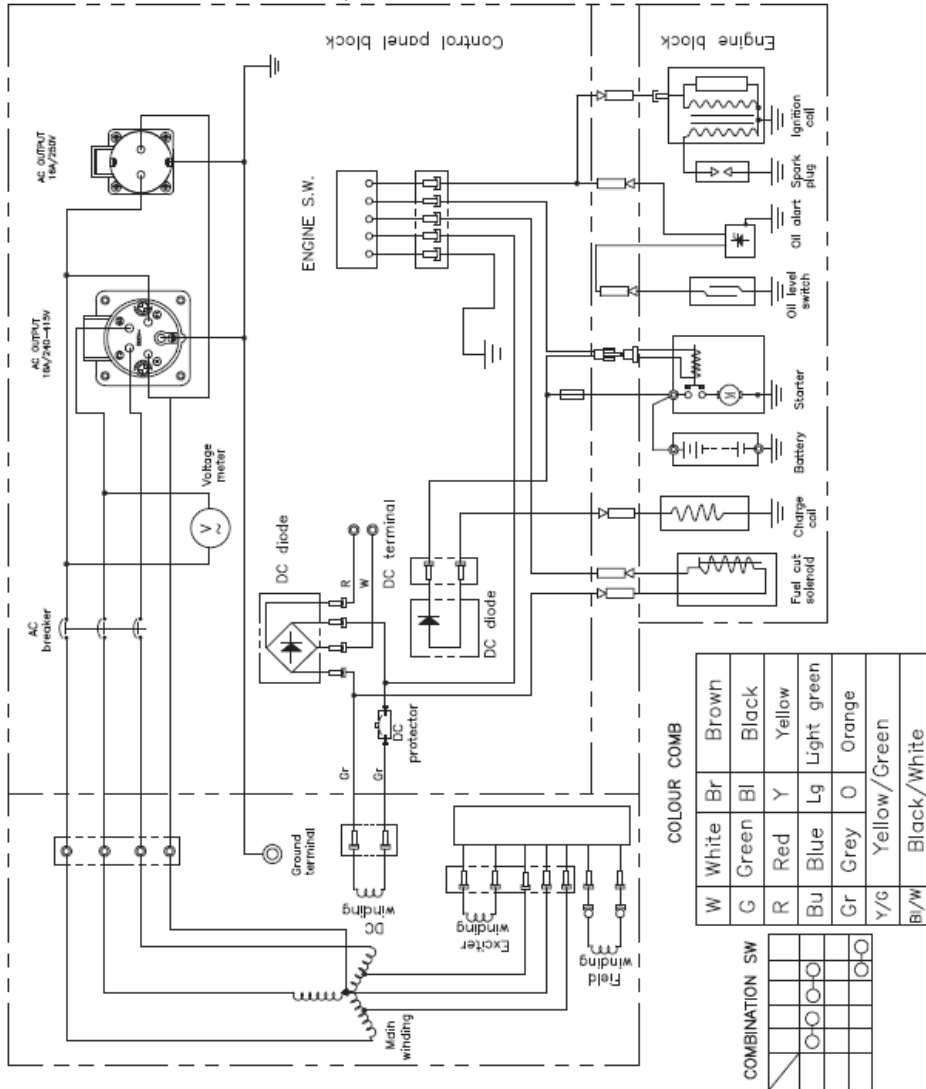 Control panel block
Engine block
AC OUTPUT
16A/250V
AC OUTPUT
16A/240-415V
ENGINE S.W.
Voltage
meter
V
AC
breaker
DC diode
R
W
DC terminal
DC diode
DC
protector
Gr
Gr
Ground
terminal
DC
winding
Exciter
winding
Field
winding
Main
winding
Ignition
coil
Spark
plug
Oil alart
Oil level
switch
M
Starter
Battery
Charge
coil
Fuel cut
solenoid
COLOUR COMB
W White Br Brown
G Green Bl Black
R Red Y Yellow
Bu Blue Lg Light green
Gr Grey O Orange
Y/G Yellow/Green
Bl/W Black/White
COMBINATION SW